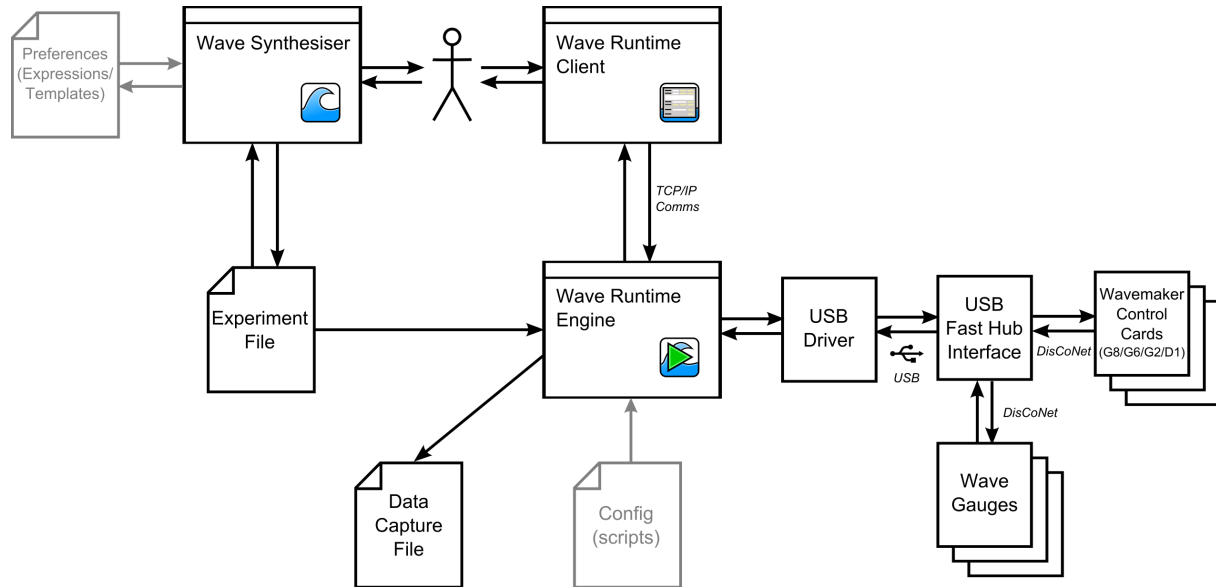 Preferences
(Expressions/
Templates)
Wave Synthesiser
Wave Runtime
Client
TCP/IP
Comms
Experiment
File
Wave Runtime
Engine
USB
Driver
USB
USB
Fast Hub
Interface
DisCoNet
Wavemaker
Control
Cards
(G8/G6/G2/D1)
DisCoNet
Data
Capture
File
Config
(scripts)
Wave
Gauges